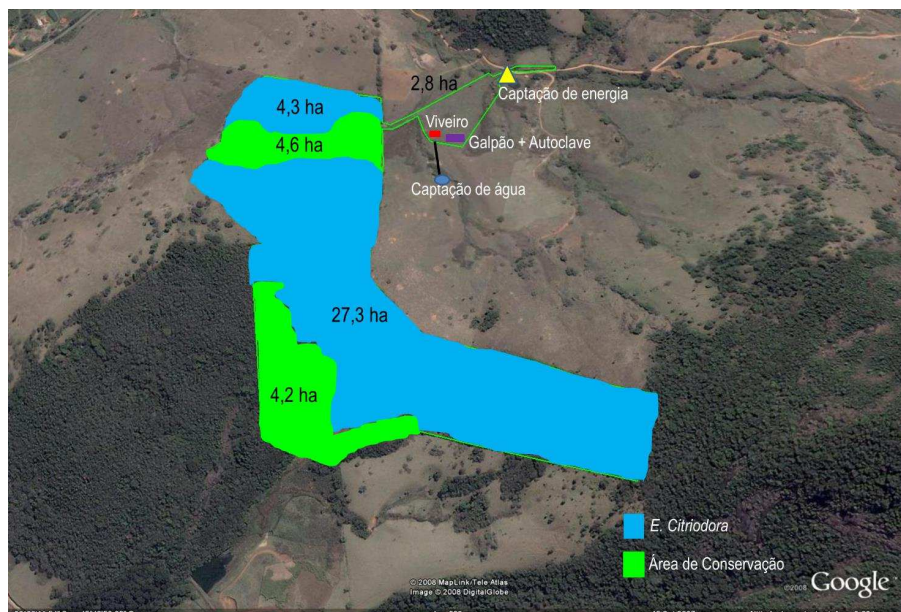 2,8 ha
Captação de energia
4,3 ha
Viveiro
4,6 ha
Galpão + Autoclave
Captação de água
27,3 ha
4,2 ha
E. Citriodora
Área de Conservação
© 2008 MapLink/Tele Atlas
Image © 2008 DigitalGlobe
©2008 Google